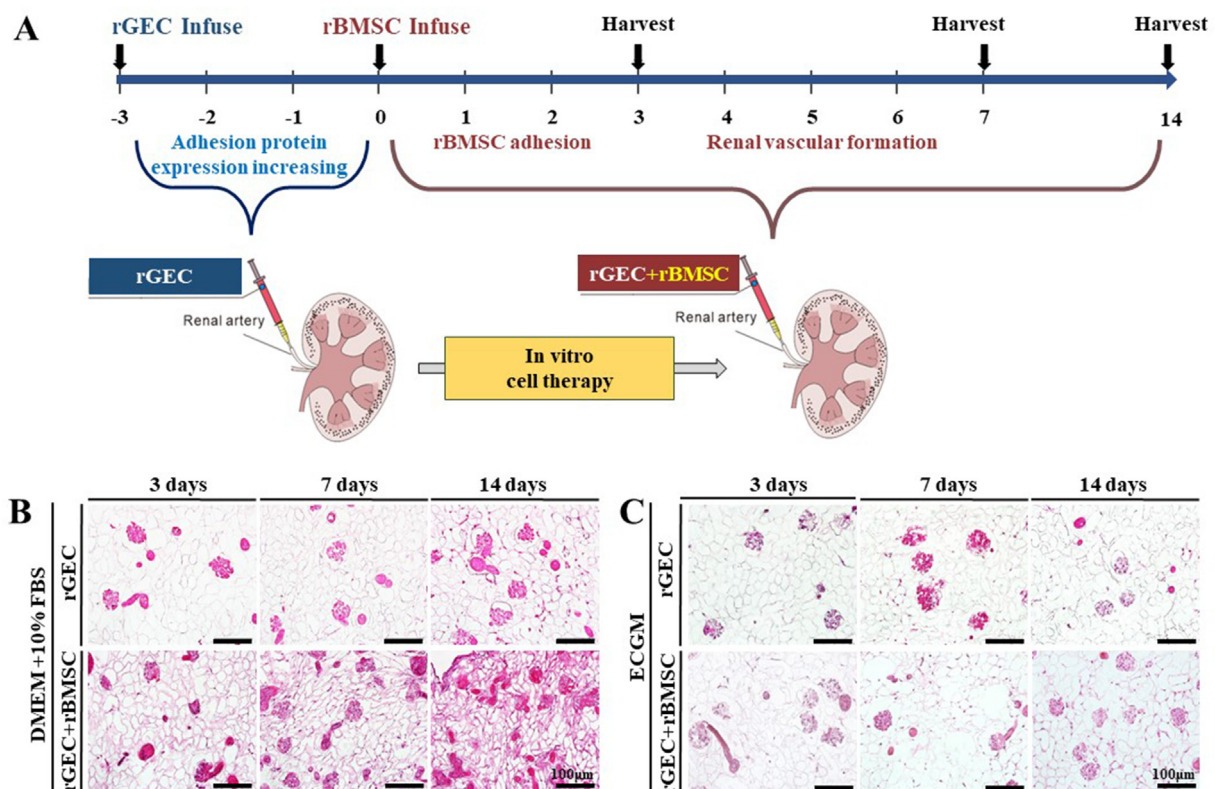 A
rGEC Infuse
rBMSC Infuse
Harvest
Harvest
Harvest
-3 -2 -1 0 1 2 3 4 5 6 7 14
Adhesion protein
expression increasing
rBMSC adhesion
Renal vascular formation
rGEC
Renal artery
In vitro
cell therapy
rGEC+rBMSC
Renal artery
B
3 days
7 days
14 days
DMEM +10% FBS
rGEC
rGEC+rBMSC
100μm
C
3 days
7 days
14 days
ECGM
rGEC
rGEC+rBMSC
100μm